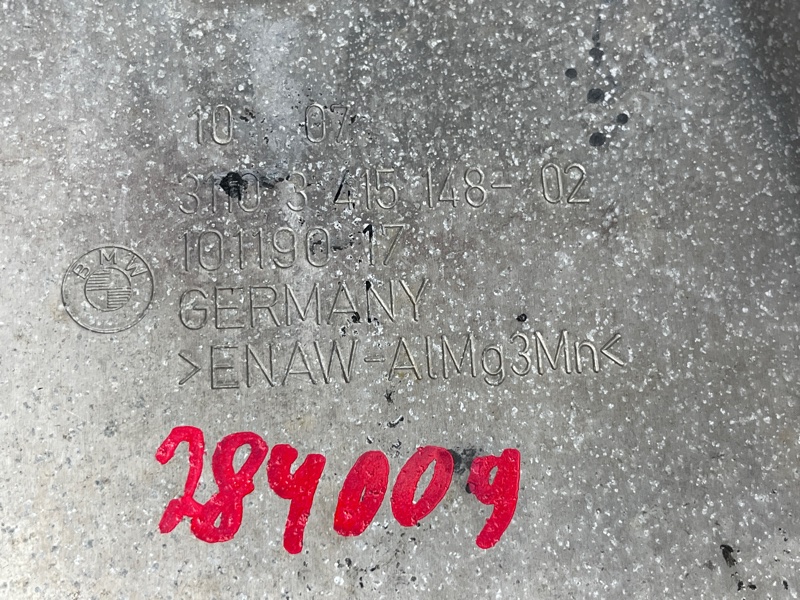 10 07
3110 3 415 148- 02
101190 17
BMW
GERMANY
>ENAW-AlMg3Mn<
284009